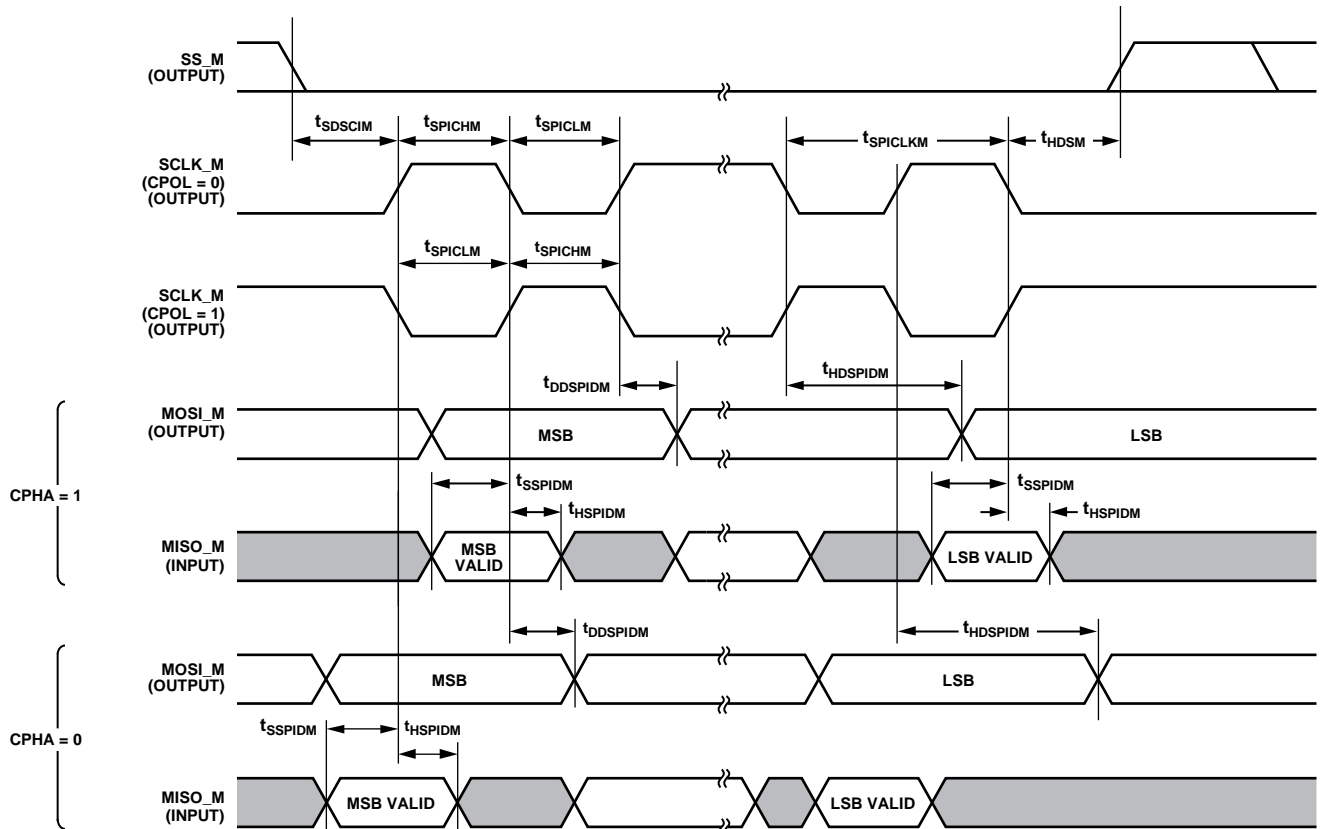 SS_M
(OUTPUT)
tSDSCIM tSPICHM tSPICLM tSPICLKM tHDSM
SCLK_M
(CPOL = 0)
(OUTPUT)
tSPICLM tSPICHM
SCLK_M
(CPOL = 1)
(OUTPUT)
tDDSPIDM tHDSPIDM
CPHA = 1
MOSI_M
(OUTPUT)
MSB LSB
tSSPIDM tSSPIDM
tHSPIDM tHSPIDM
MISO_M
(INPUT)
MSB
VALID
LSB VALID
tDDSPIDM tHDSPIDM
CPHA = 0
MOSI_M
(OUTPUT)
MSB LSB
tSSPIDM tHSPIDM
MISO_M
(INPUT)
MSB VALID LSB VALID